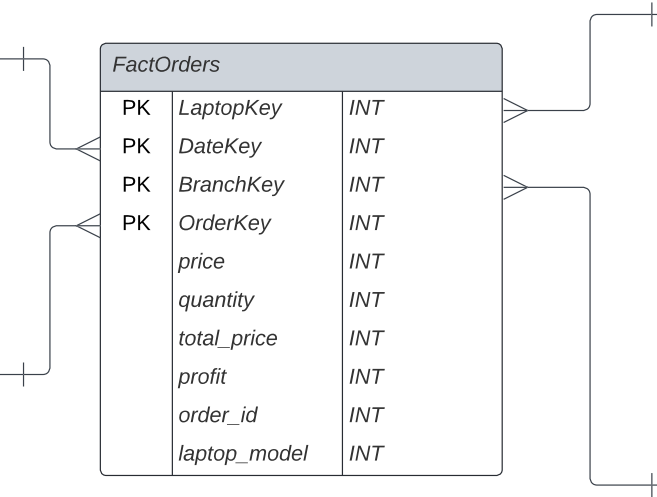 FactOrders
PK LaptopKey INT
PK DateKey INT
PK BranchKey INT
PK OrderKey INT
price INT
quantity INT
total_price INT
profit INT
order_id INT
laptop_model INT